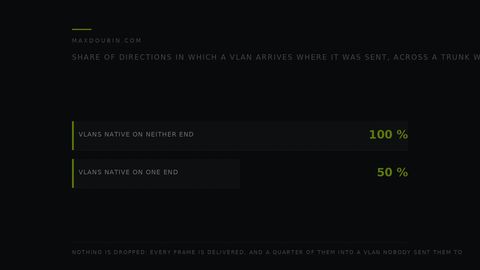 MAXDOURIN.COM
SHARE OF DIRECTIONS IN WHICH A VLAN ARRIVES WHERE IT WAS SENT, ACROSS A TRUNK W
VLANS NATIVE ON NEITHER END
100 %
VLANS NATIVE ON ONE END
50 %
NOTHING IS DROPPED: EVERY FRAME IS DELIVERED, AND A QUARTER OF THEM INTO A VLAN NOBODY SENT THEM TO